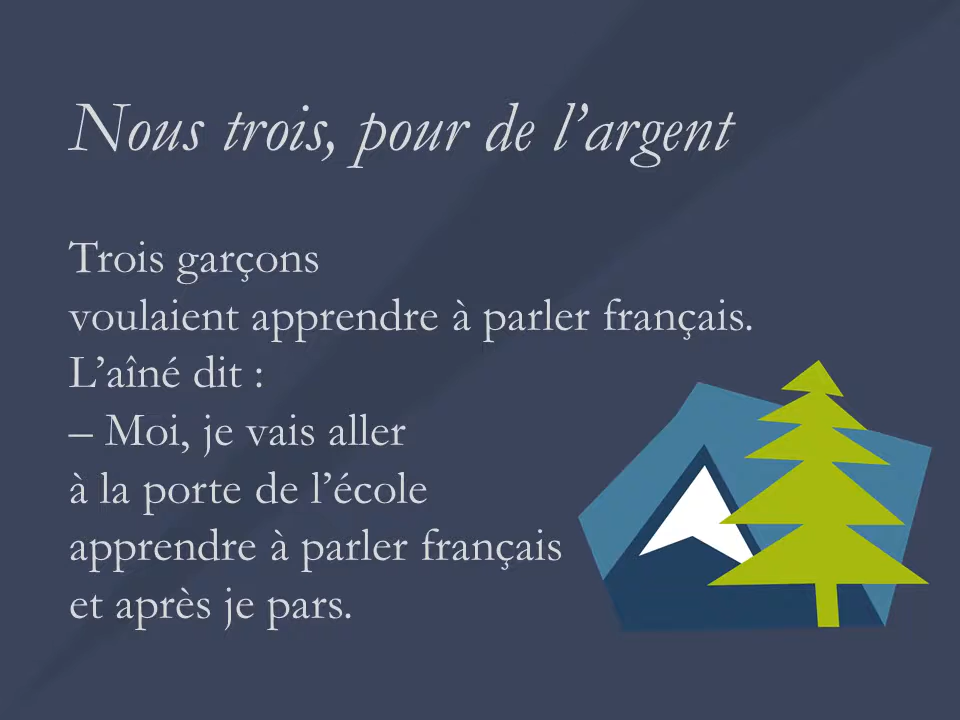 Nous trois, pour de l’argent
Trois garçons
voulaient apprendre à parler français.
L’aîné dit :
– Moi, je vais aller
à la porte de l’école
apprendre à parler français
et après je pars.